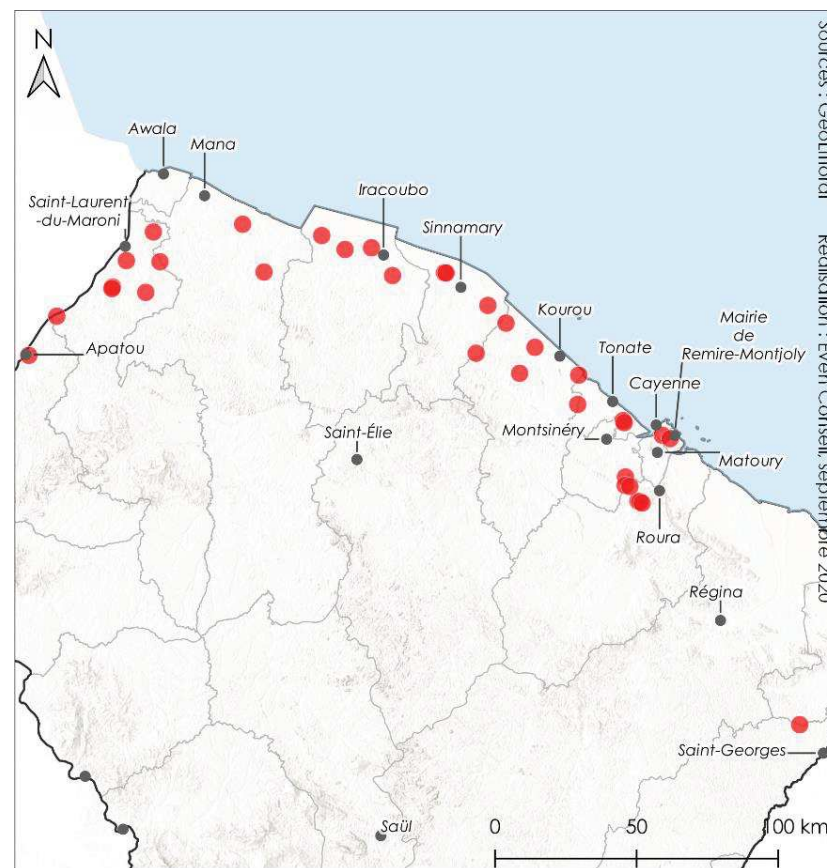 N
Awala
Mana
Saint-Laurent
-du-Maroni
Iracoubo
Sinnamary
Kourou
Mairie
de
Remire-Montjoly
Tonate
Cayenne
Apatou
Saint-Élie
Montsinéry
Matoury
Roura
Régina
Saint-Georges
Saül
0
50
100 km
Sources : GéoLittoral
Réalisation : Even Conseil, septembre 2020